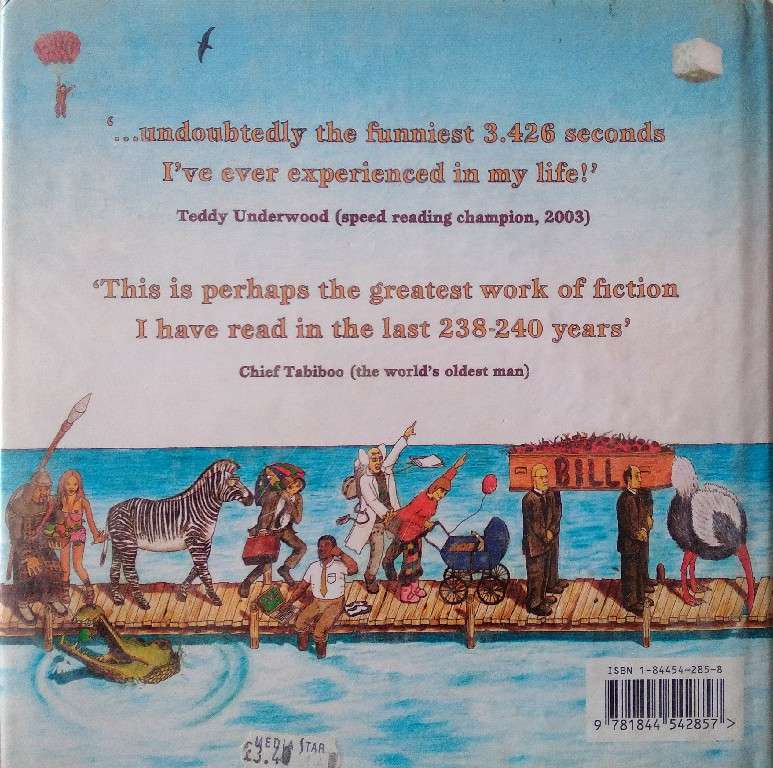 ‘...undoubtedly the funniest 3.426 seconds
I've ever experienced in my life!’
Teddy Underwood (speed reading champion, 2003)
‘This is perhaps the greatest work of fiction
I have read in the last 238-240 years’
Chief Tabiboo (the world's oldest man)
BILL
ISBN 1-84454-285-8
9 781844 542857 >
MEDIA STAR
£3.40